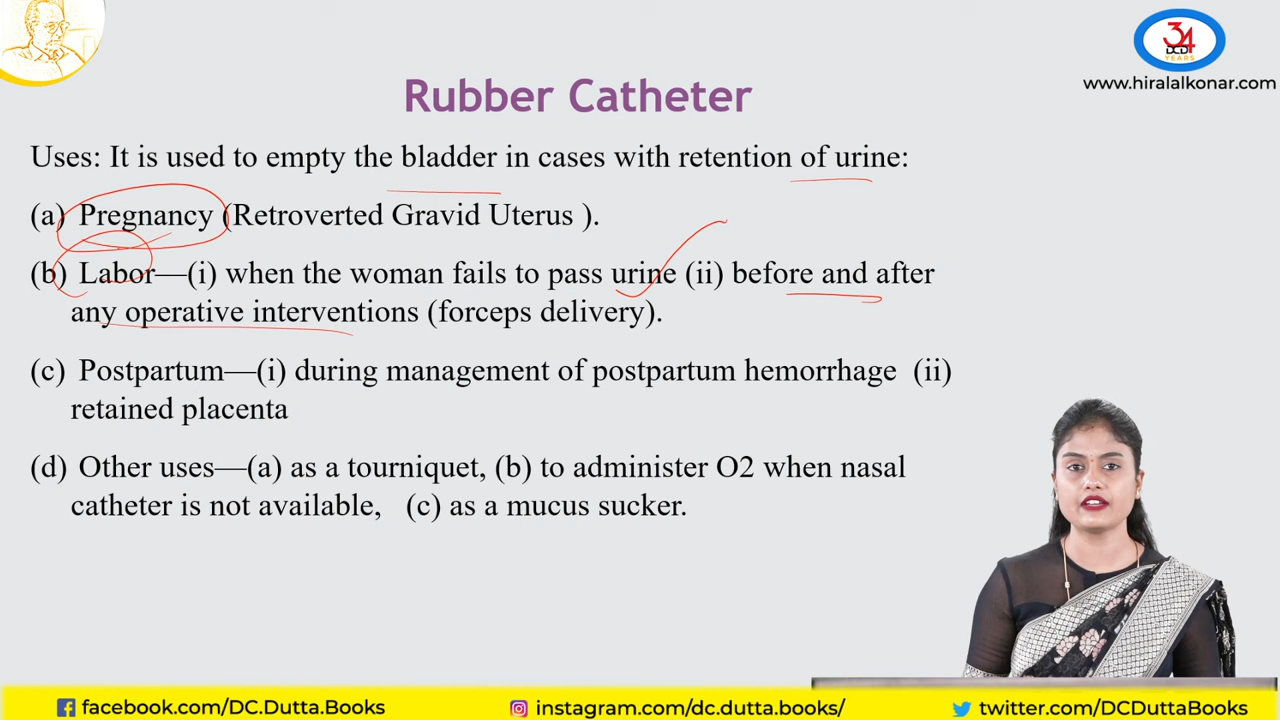 34
DCD
YEARS
www.hiralalkonar.com
Rubber Catheter
Uses: It is used to empty the bladder in cases with retention of urine:
(a) Pregnancy (Retroverted Gravid Uterus ).
(b) Labor—(i) when the woman fails to pass urine (ii) before and after
any operative interventions (forceps delivery).
(c) Postpartum—(i) during management of postpartum hemorrhage (ii)
retained placenta
(d) Other uses—(a) as a tourniquet, (b) to administer O2 when nasal
catheter is not available, (c) as a mucus sucker.
facebook.com/DC.Dutta.Books
instagram.com/dc.dutta.books/
twitter.com/DCDuttaBooks